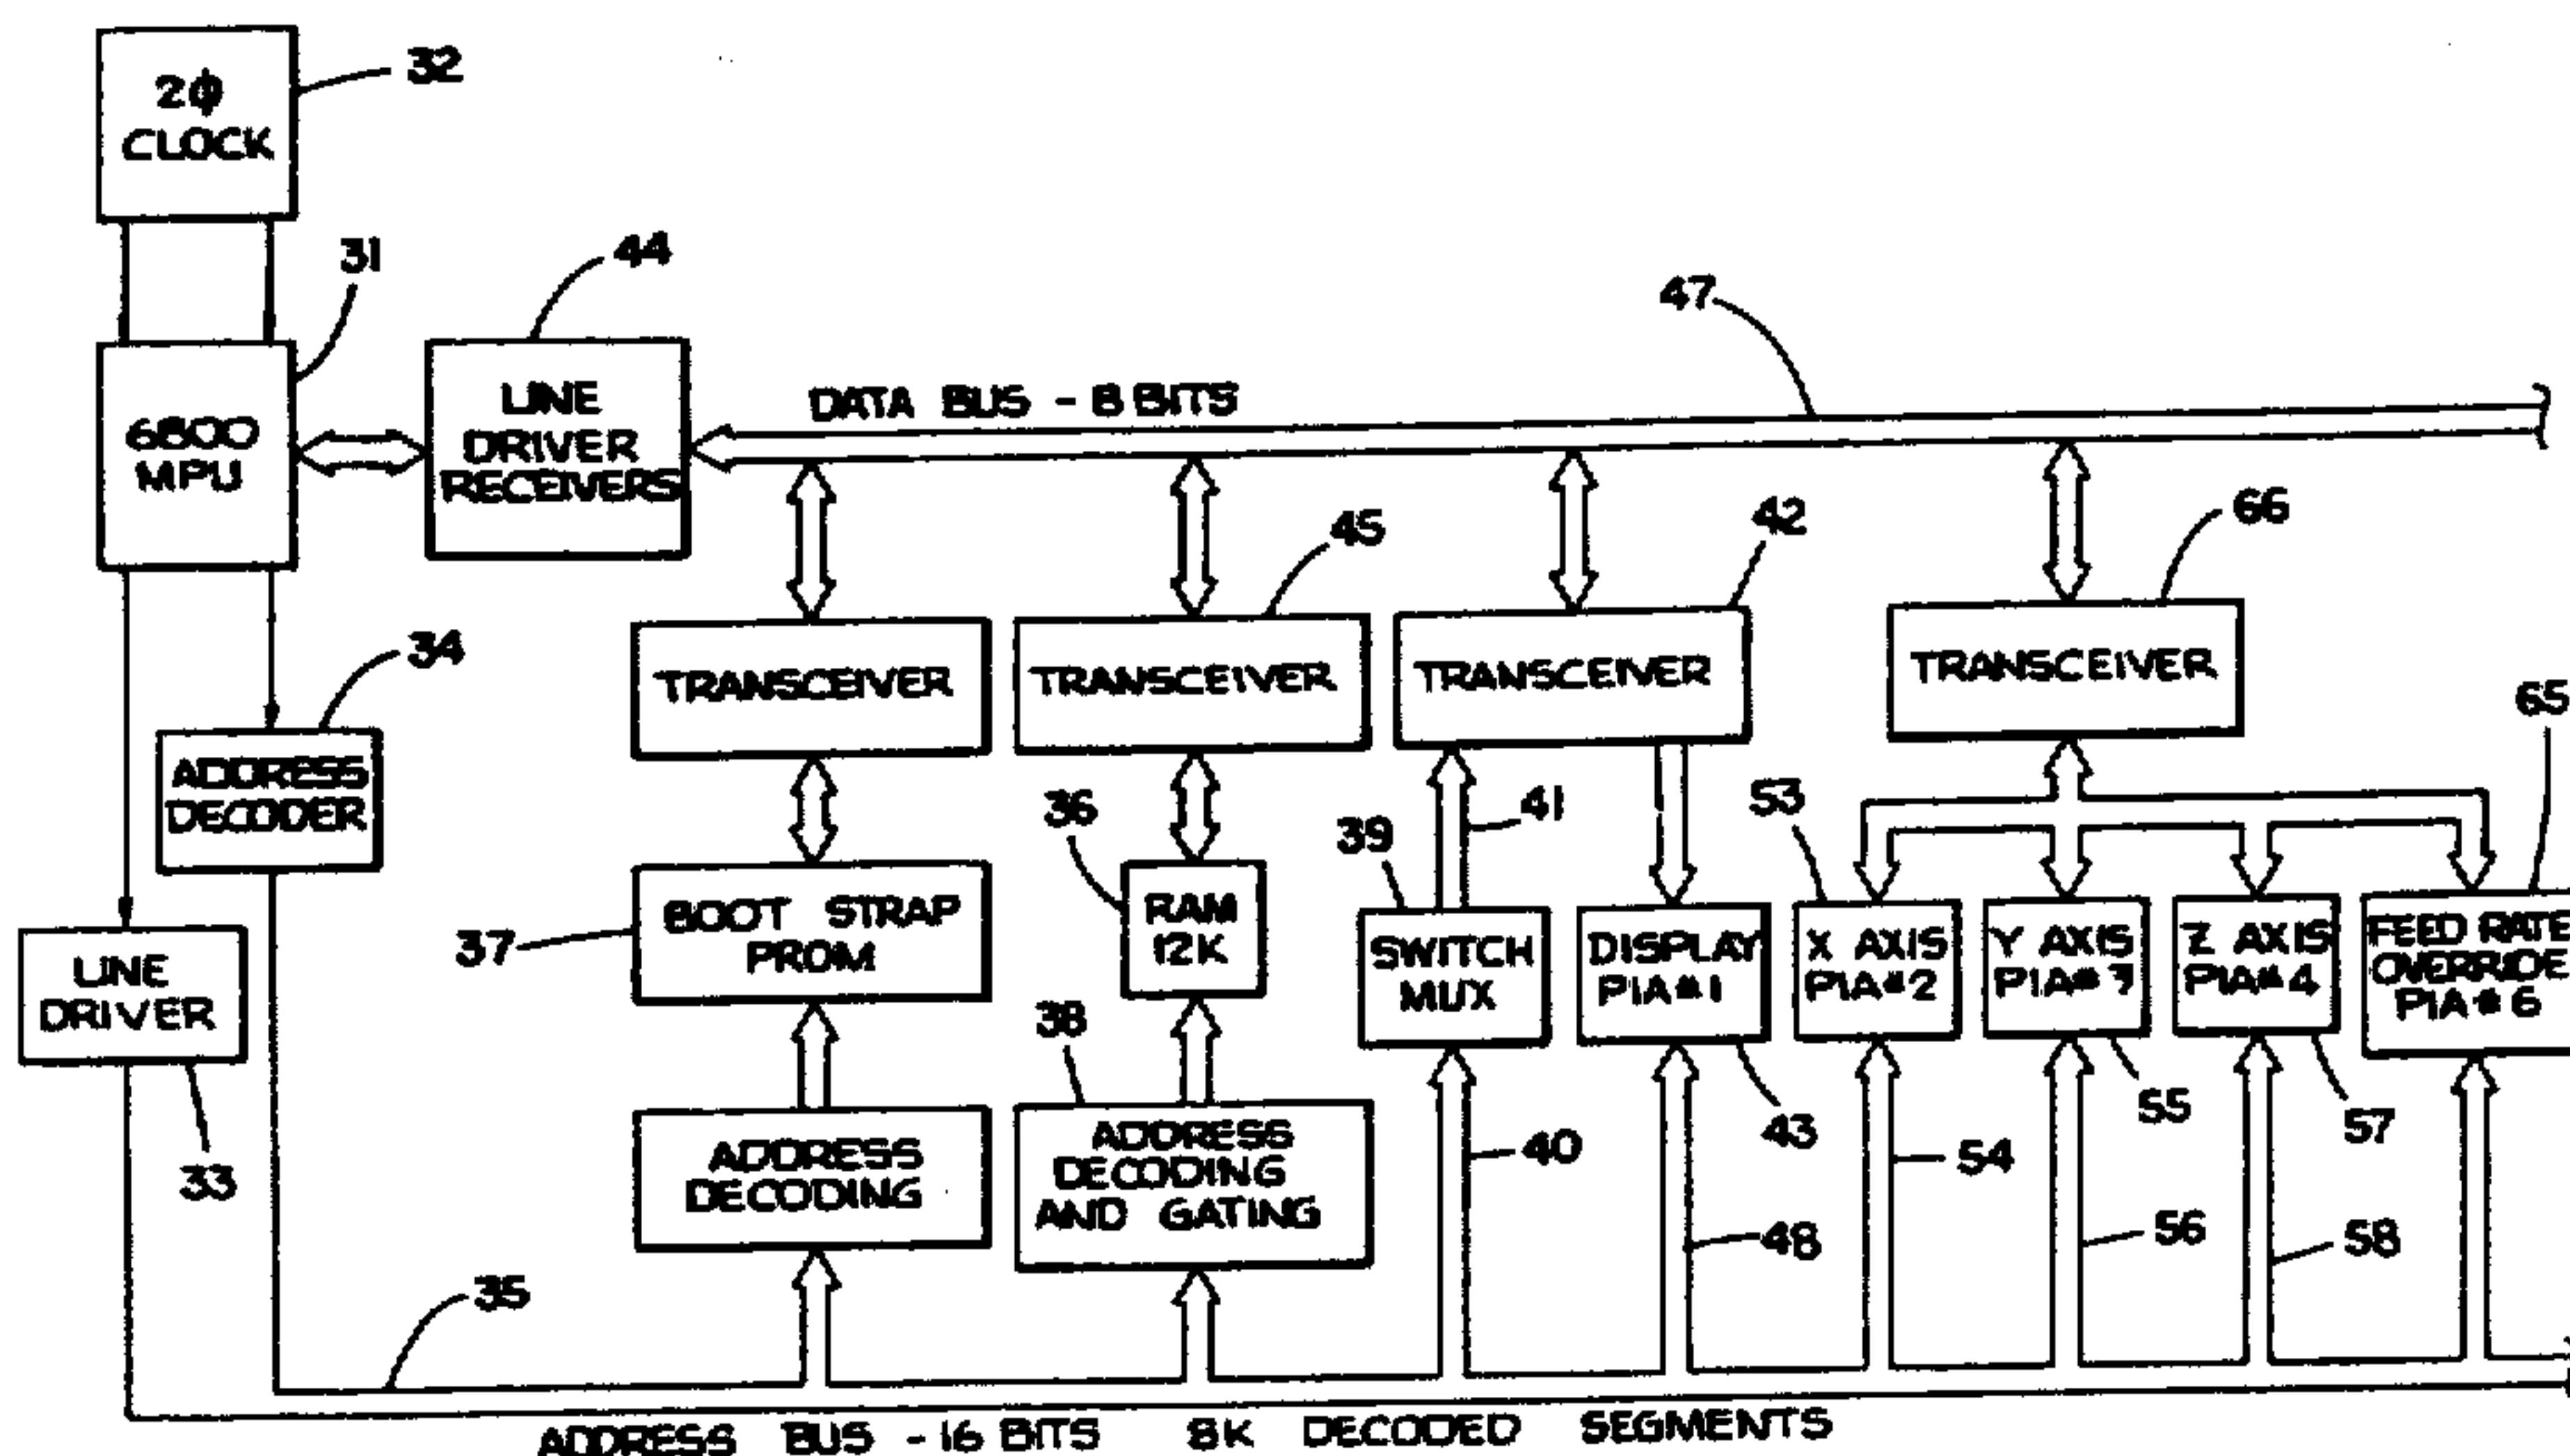 2ϕ
CLOCK
32
31
44
47
6800
MPU
LINE
DRIVER
RECEIVERS
DATA BUS - 8 BITS
34
45
42
66
ADDRESS
DECODER
TRANSCEIVER
TRANSCEIVER
TRANSCEIVER
TRANSCEIVER
65
37
BOOT STRAP
PROM
36
RAM
12K
39
41
53
SWITCH
MUX
DISPLAY
PIA#1
X AXIS
PIA#2
Y AXIS
PIA#3
Z AXIS
PIA#4
FEED RATE
OVERRIDE
PIA#6
LINE
DRIVER
33
38
ADDRESS
DECODING
ADDRESS
DECODING
AND GATING
40
43
48
54
55
56
57
58
35
ADDRESS BUS - 16 BITS 8K DECODED SEGMENTS